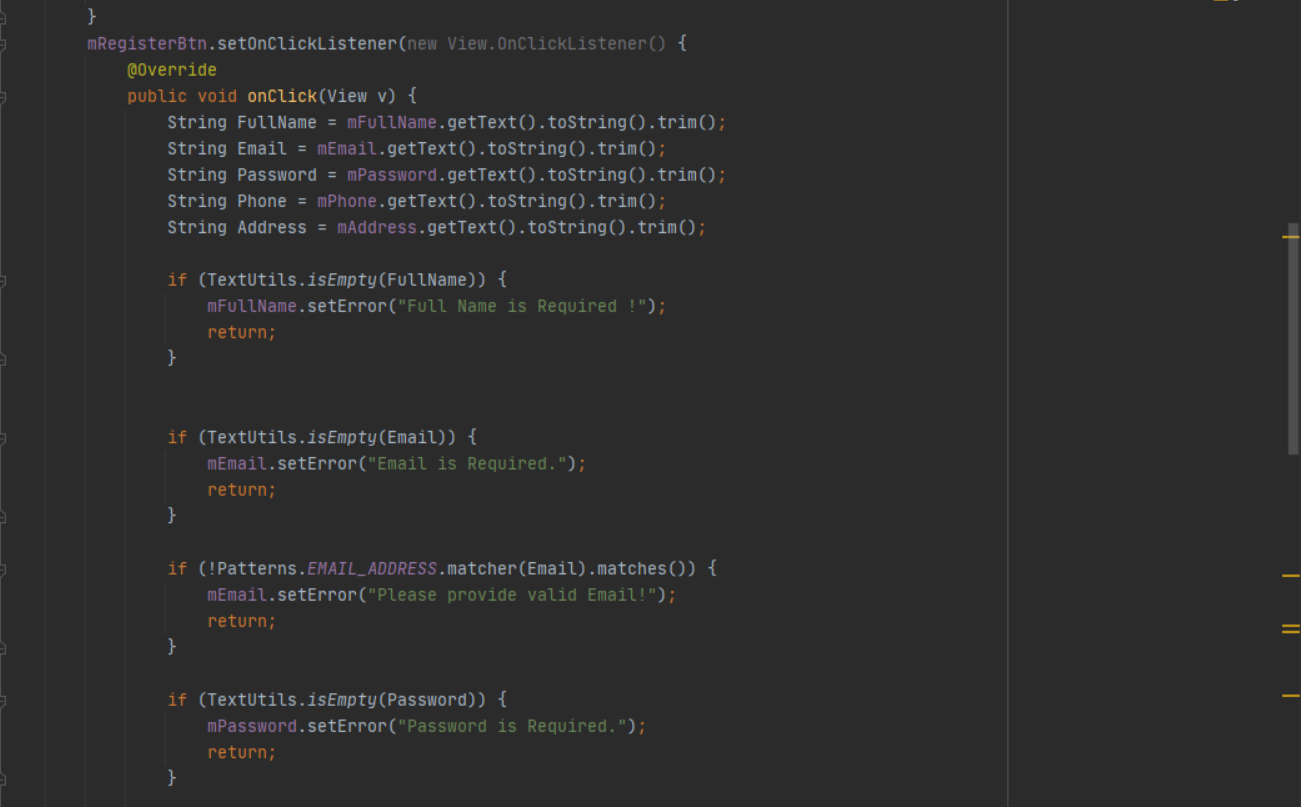 }
mRegisterBtn.setOnClickListener(new View.OnClickListener() {
@Override
public void onClick(View v) {
String FullName = mFullName.getText().toString().trim();
String Email = mEmail.getText().toString().trim();
String Password = mPassword.getText().toString().trim();
String Phone = mPhone.getText().toString().trim();
String Address = mAddress.getText().toString().trim();
if (TextUtils.isEmpty(FullName)) {
mFullName.setError("Full Name is Required !");
return;
}
if (TextUtils.isEmpty(Email)) {
mEmail.setError("Email is Required.");
return;
}
if (!Patterns.EMAIL_ADDRESS.matcher(Email).matches()) {
mEmail.setError("Please provide valid Email!");
return;
}
if (TextUtils.isEmpty(Password)) {
mPassword.setError("Password is Required.");
return;
}